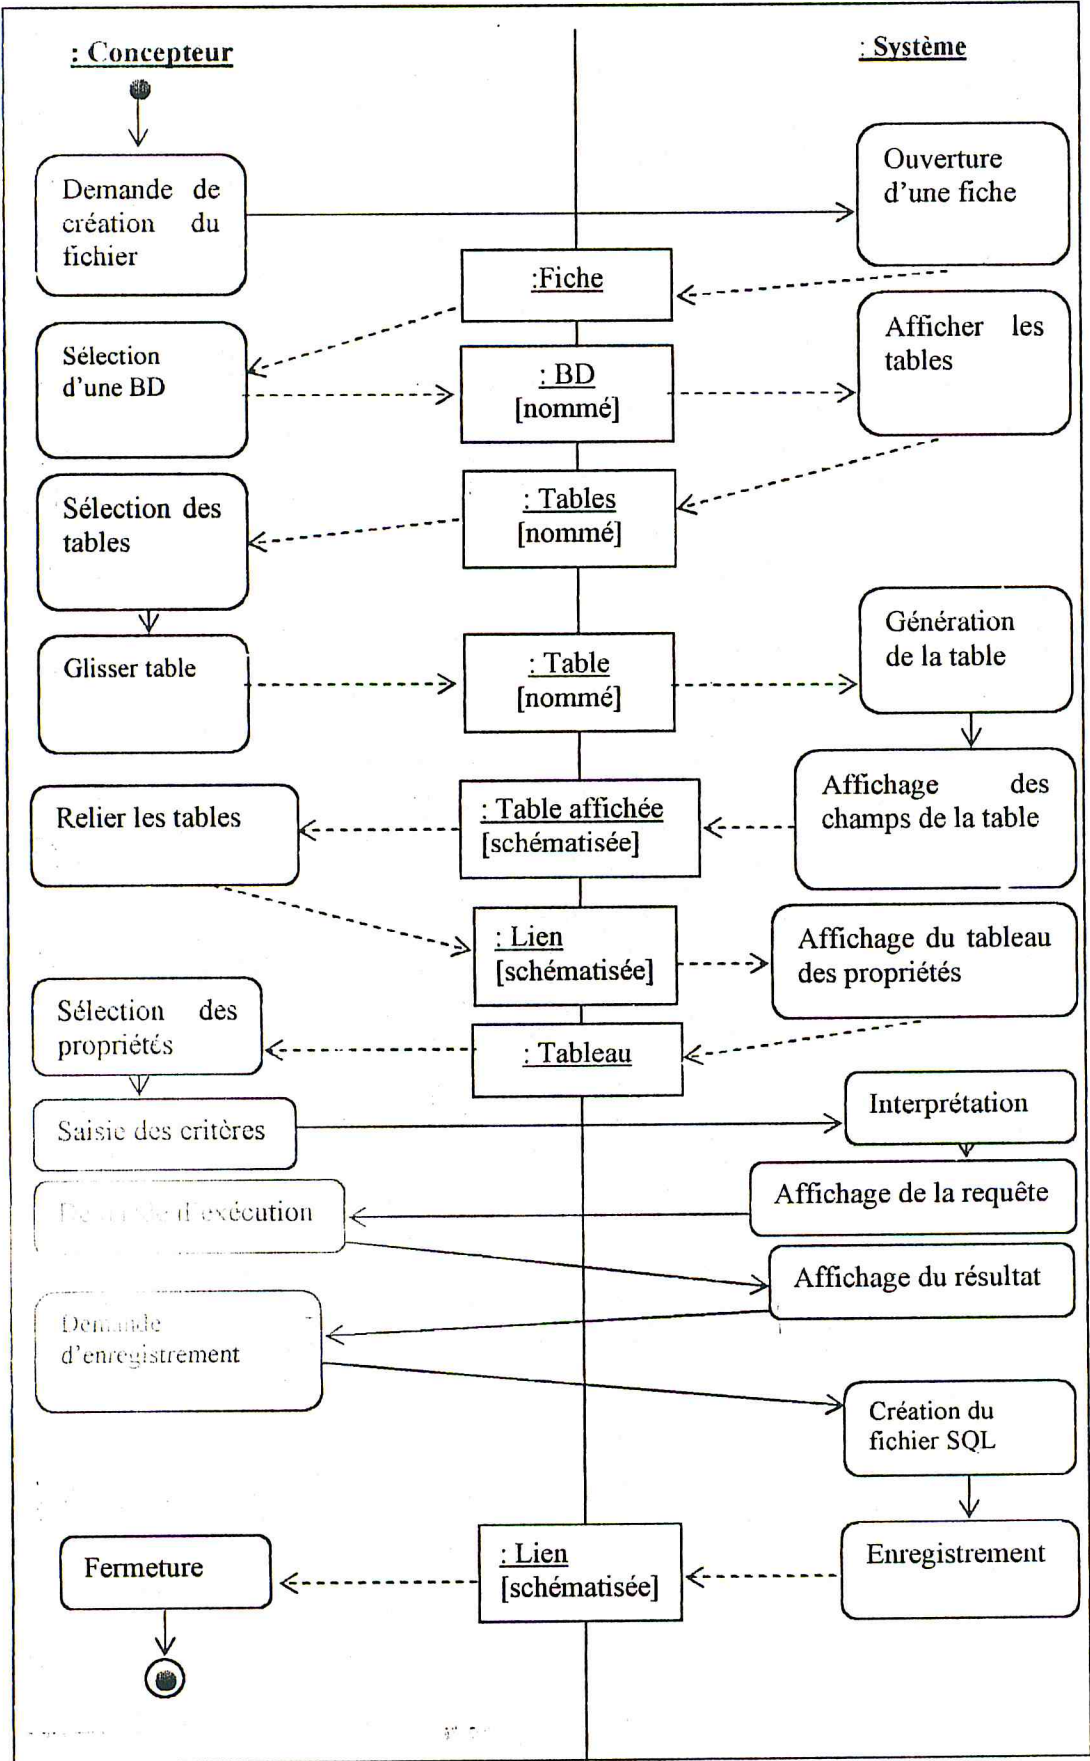 : Concepteur
: Système
Demande de
création du
fichier
Ouverture
d'une fiche
:Fiche
Sélection
d'une BD
: BD
[nommé]
Afficher les
tables
Sélection des
tables
: Tables
[nommé]
Glisser table
: Table
[nommé]
Génération
de la table
Affichage des
champs de la table
: Table affichée
[schématisée]
Relier les tables
: Lien
[schématisée]
Affichage du tableau
des propriétés
: Tableau
Sélection des
propriétés
Saisie des critères
Interprétation
Affichage de la requête
Demande d'exécution
Affichage du résultat
Demande
d'enregistrement
Création du
fichier SQL
Enregistrement
: Lien
[schématisée]
Fermeture